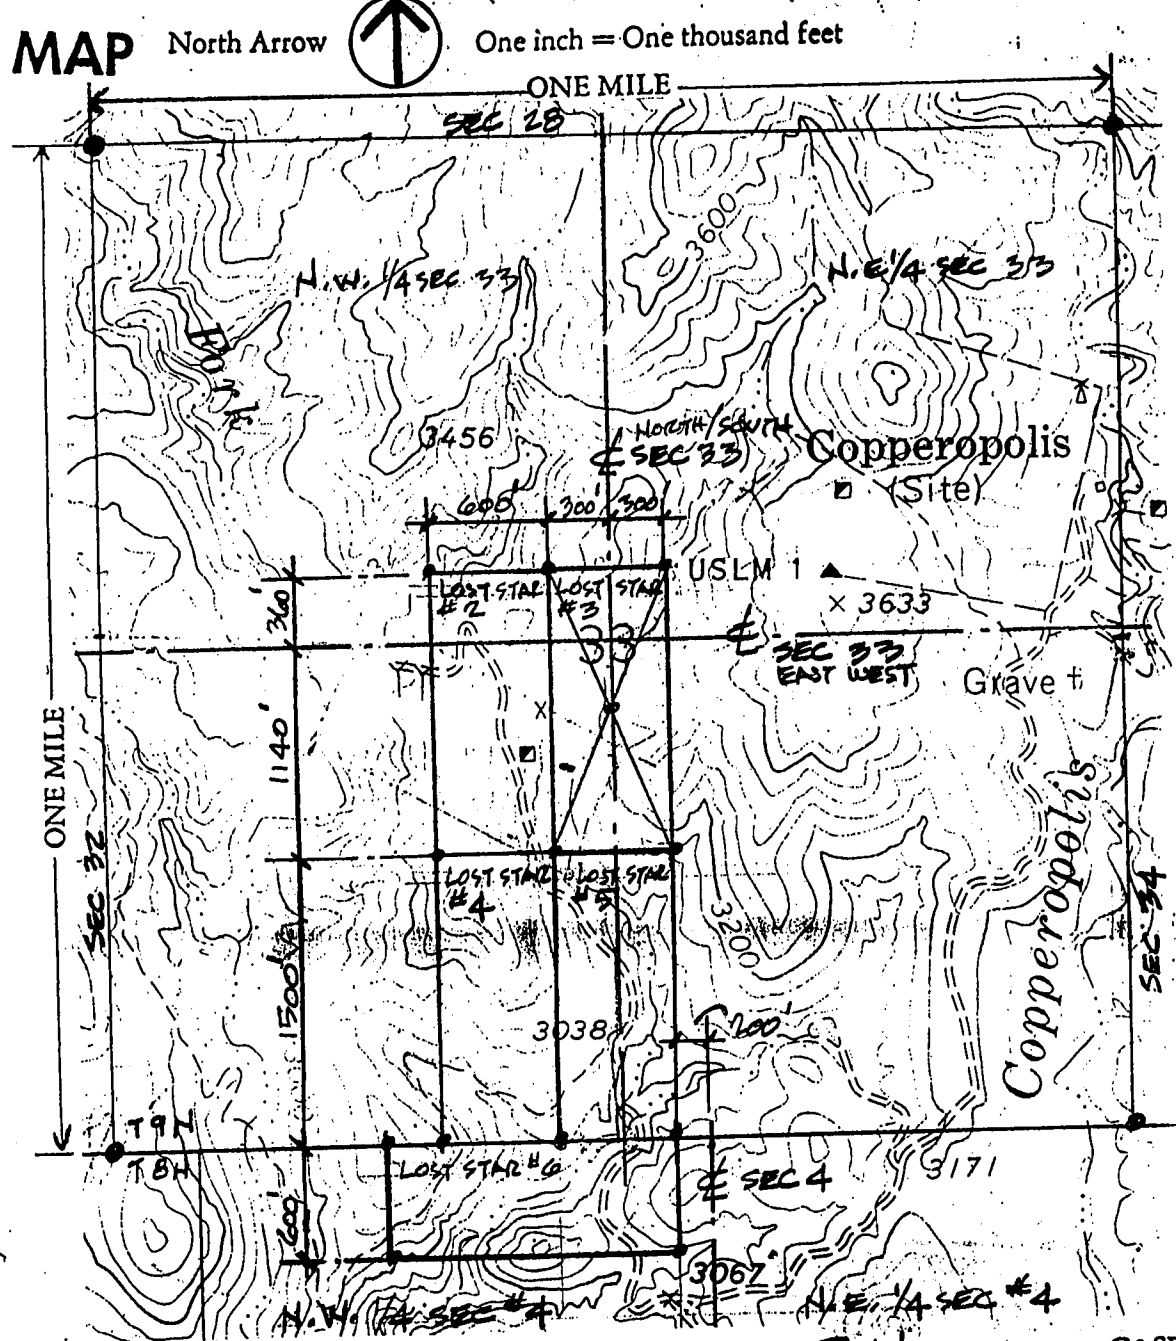 MAP North Arrow One inch = One thousand feet
ONE MILE
SEC 28
3600
N.W. 1/4 SEC 33
N.E. 1/4 SEC 33
Fork
3456
NORTH/SOUTH
℄ SEC 33
Copperopolis
(Site)
600' 300' 300'
USLM 1
× 3633
LOST STAR #2
LOST STAR #3
360'
33
℄ SEC 33
EAST WEST
Grave †
1140'
ONE MILE
SEC 32
LOST STAR #4
LOST STAR #5
3200
Copperopolis
SEC 34
1500'
3038
200'
T9N
T8N
LOST STAR #6
℄ SEC 4
3171
600'
3067
N.W. 1/4 SEC #4
N.E. 1/4 SEC #4